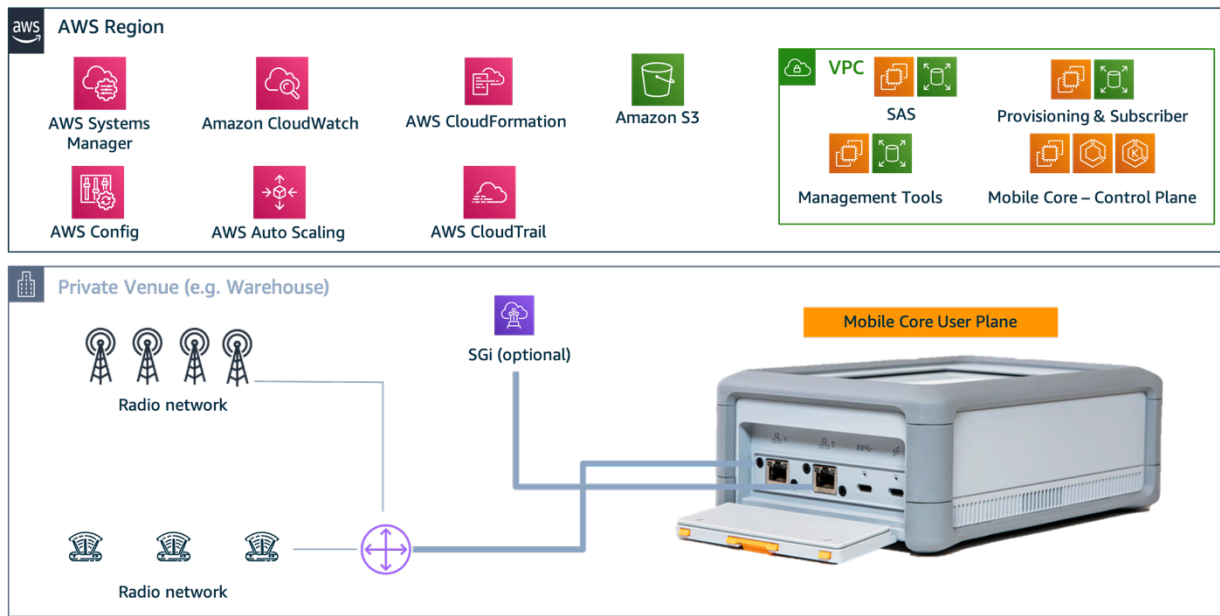 aws
AWS Region
AWS Systems
Manager
Amazon CloudWatch
AWS CloudFormation
Amazon S3
AWS Config
AWS Auto Scaling
AWS CloudTrail
VPC
SAS
Provisioning & Subscriber
Management Tools
Mobile Core – Control Plane
K
Private Venue (e.g. Warehouse)
Radio network
SGi (optional)
Mobile Core User Plane
Radio network